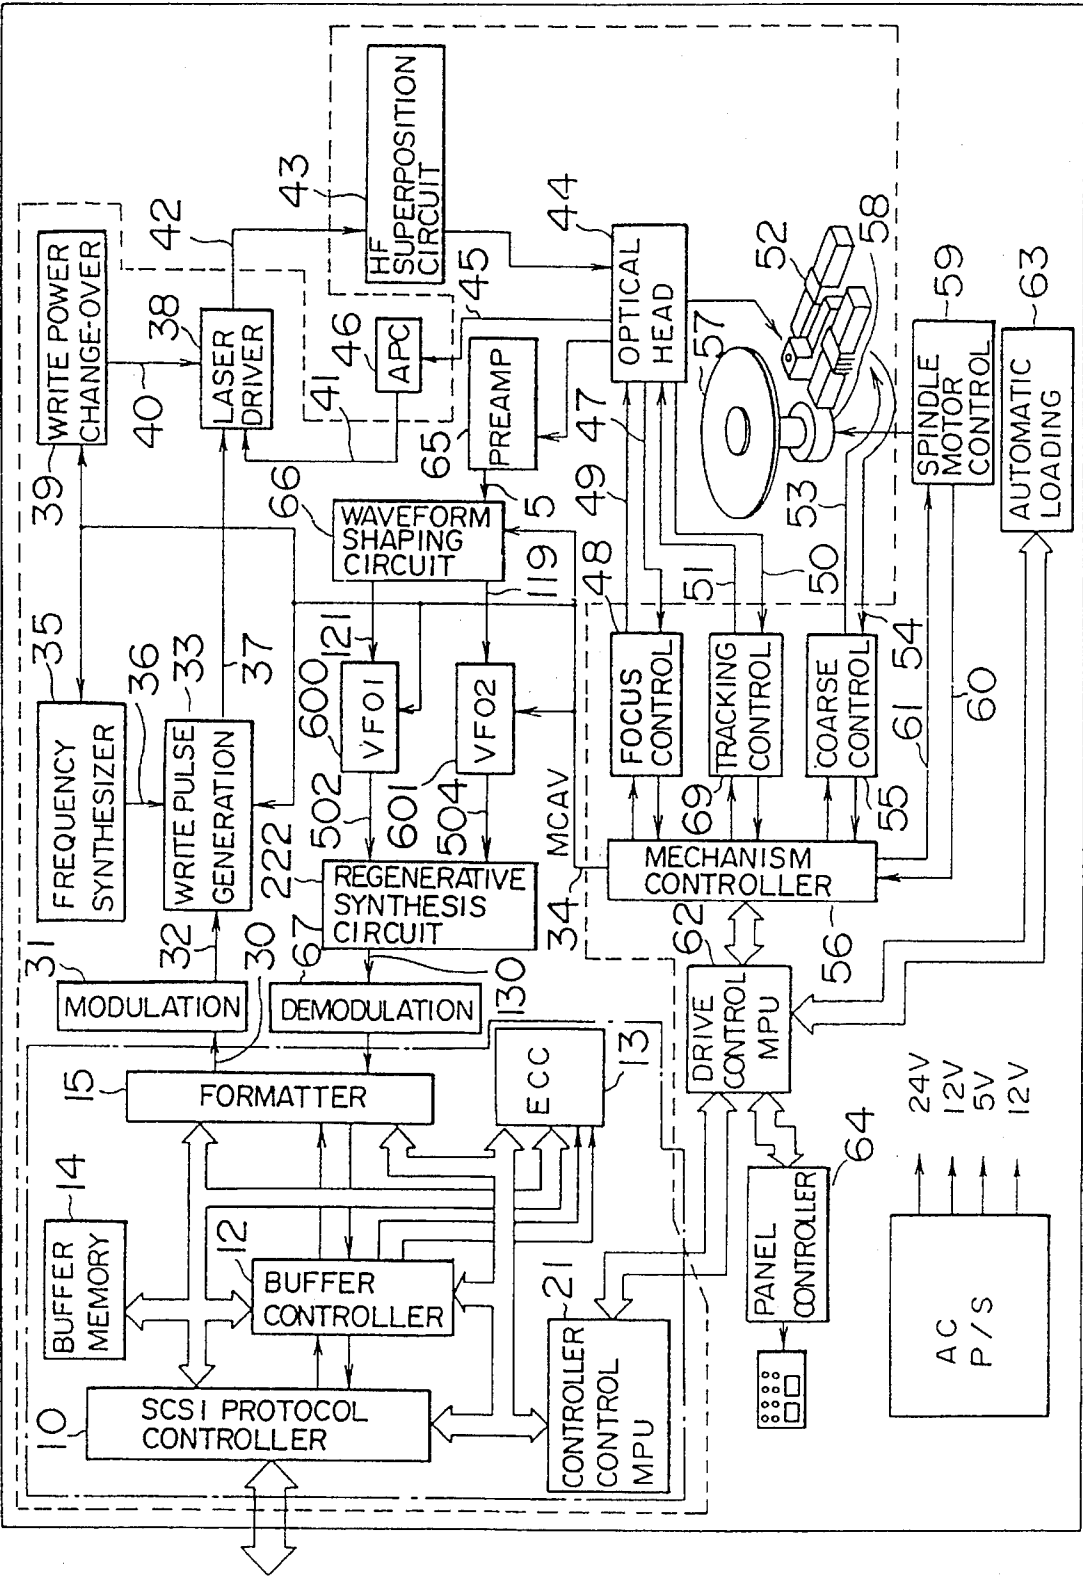 39
WRITE POWER
CHANGE-OVER
40
38
LASER
DRIVER
42
43
HF
SUPERPOSITION
CIRCUIT
35
FREQUENCY
SYNTHESIZER
36
33
WRITE PULSE
GENERATION
37
41
46
APC
45
44
OPTICAL
HEAD
31
MODULATION
32
30
66
WAVEFORM
SHAPING
CIRCUIT
65
PREAMP
5
119
121
600
VFO1
VFO2
601
502
504
222
REGENERATIVE
SYNTHESIS
CIRCUIT
67
DEMODULATION
130
MCAV
34
15
FORMATTER
14
BUFFER
MEMORY
12
BUFFER
CONTROLLER
ECC
13
10
SCSI PROTOCOL
CONTROLLER
21
CONTROLLER
CONTROL
MPU
49
47
48
FOCUS
CONTROL
51
50
69
TRACKING
CONTROL
53
54
COARSE
CONTROL
55
57
52
58
59
SPINDLE
MOTOR
CONTROL
61
60
63
AUTOMATIC
LOADING
MECHANISM
CONTROLLER
56
62
DRIVE
CONTROL
MPU
64
PANEL
CONTROLLER
AC
P/S
24V
12V
5V
12V